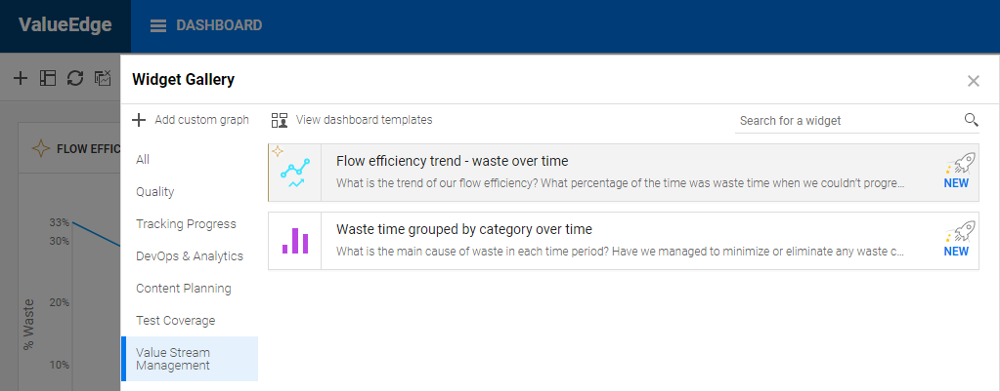 ValueEdge
DASHBOARD
Widget Gallery
Add custom graph
View dashboard templates
Search for a widget
FLOW EFFIC
33%
30%
20%
10%
% Waste
All
Quality
Tracking Progress
DevOps & Analytics
Content Planning
Test Coverage
Value Stream
Management
Flow efficiency trend - waste over time
What is the trend of our flow efficiency? What percentage of the time was waste time when we couldn't progre...
NEW
Waste time grouped by category over time
What is the main cause of waste in each time period? Have we managed to minimize or eliminate any waste c...
NEW